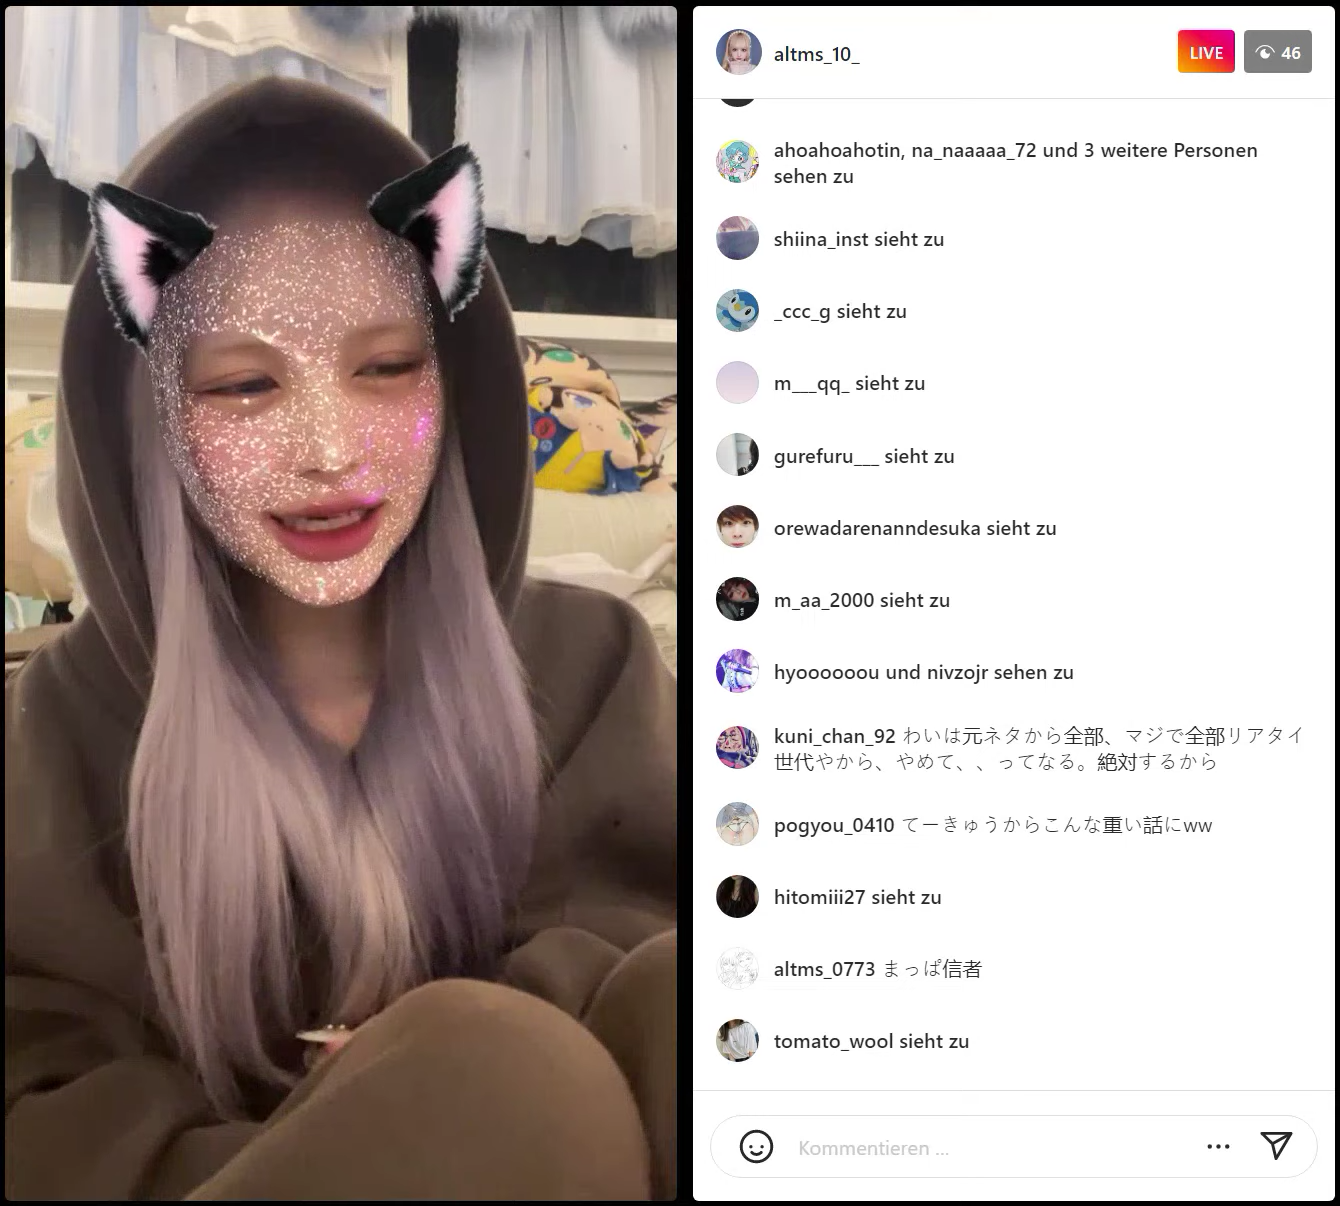 altms_10_
LIVE
46
ahoahoahotin, na_naaaaa_72 und 3 weitere Personen
sehen zu
shiina_inst sieht zu
_ccc_g sieht zu
m___qq_ sieht zu
gurefuru___ sieht zu
orewadarenanndesuka sieht zu
m_aa_2000 sieht zu
hyoooooou und nivzojr sehen zu
kuni_chan_92 わいは元ネタから全部、マジで全部リアタイ
世代やから、やめて、、ってなる。絶対するから
pogyou_0410 てーきゅうからこんな重い話にww
hitomiii27 sieht zu
altms_0773 まっぱ信者
tomato_wool sieht zu
Kommentieren ...